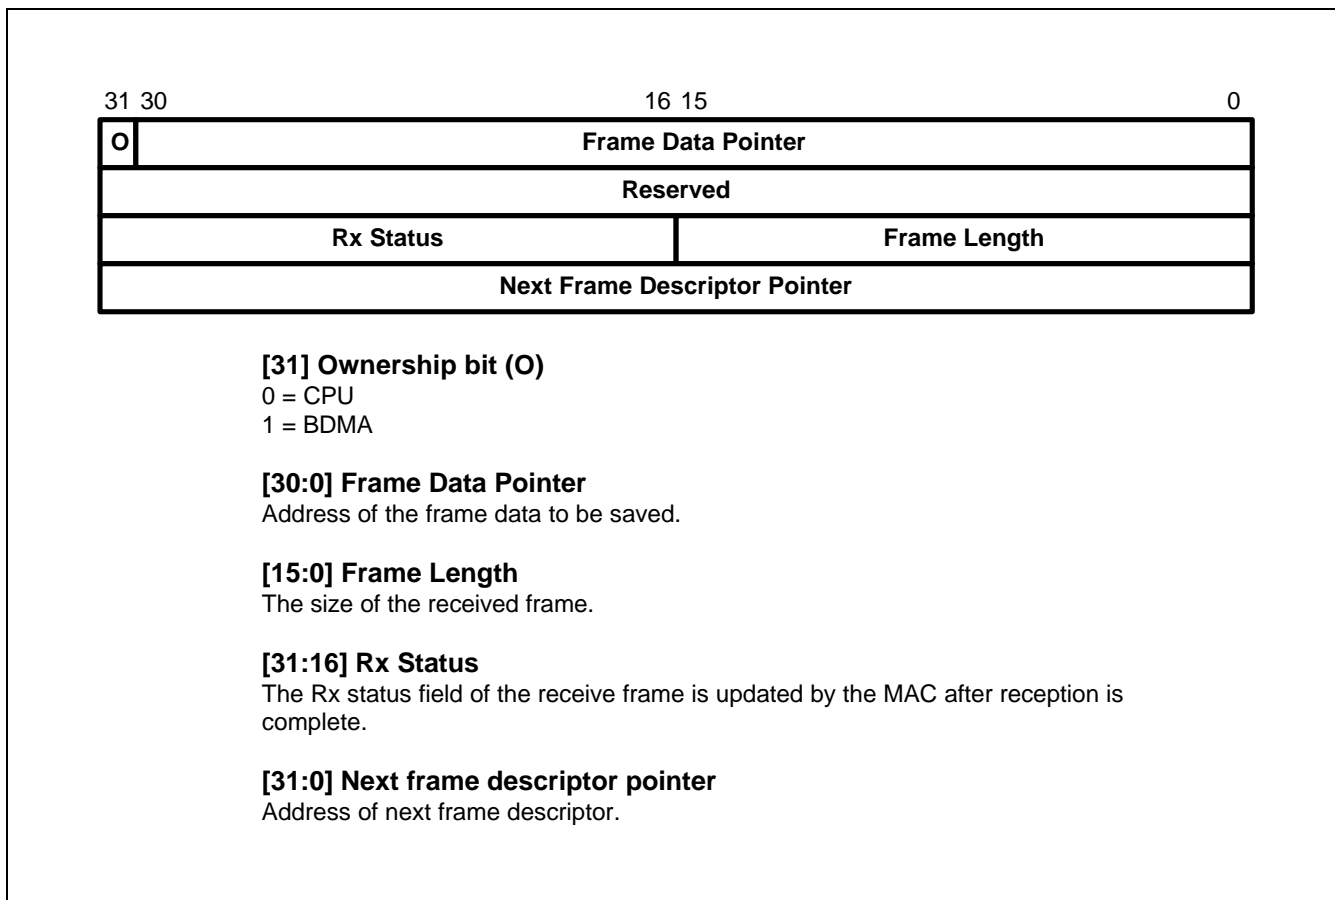 31 30 16 15 0
O Frame Data Pointer
Reserved
Rx Status Frame Length
Next Frame Descriptor Pointer
[31] Ownership bit (O)
0 = CPU
1 = BDMA
[30:0] Frame Data Pointer
Address of the frame data to be saved.
[15:0] Frame Length
The size of the received frame.
[31:16] Rx Status
The Rx status field of the receive frame is updated by the MAC after reception is
complete.
[31:0] Next frame descriptor pointer
Address of next frame descriptor.